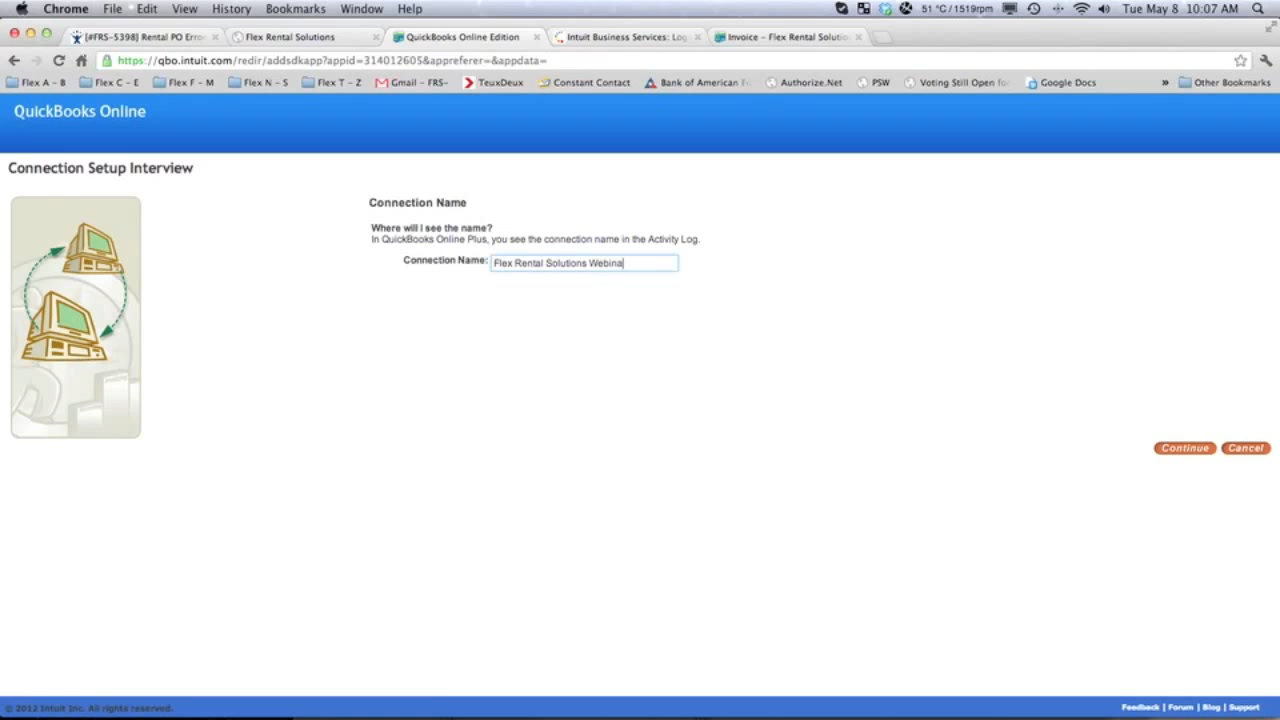 Chrome File Edit View History Bookmarks Window Help 51 °C / 1519rpm Tue May 8 10:07 AM
[#FRS-5398] Rental PO Erro Flex Rental Solutions QuickBooks Online Edition Intuit Business Services: Log Invoice – Flex Rental Solutio
https://qbo.intuit.com/redir/addsdkapp?appid=314012605&appreferer=&appdata=
Flex A – B Flex C – E Flex F – M Flex N – S Flex T – Z Gmail – FRS– TeuxDeux Constant Contact Bank of American F Authorize.Net PSW Voting Still Open fo Google Docs » Other Bookmarks
QuickBooks Online
Connection Setup Interview
Connection Name
Where will I see the name?
In QuickBooks Online Plus, you see the connection name in the Activity Log.
Connection Name: Flex Rental Solutions Webina
Continue Cancel
© 2012 Intuit Inc. All rights reserved. Feedback | Forum | Blog | Support